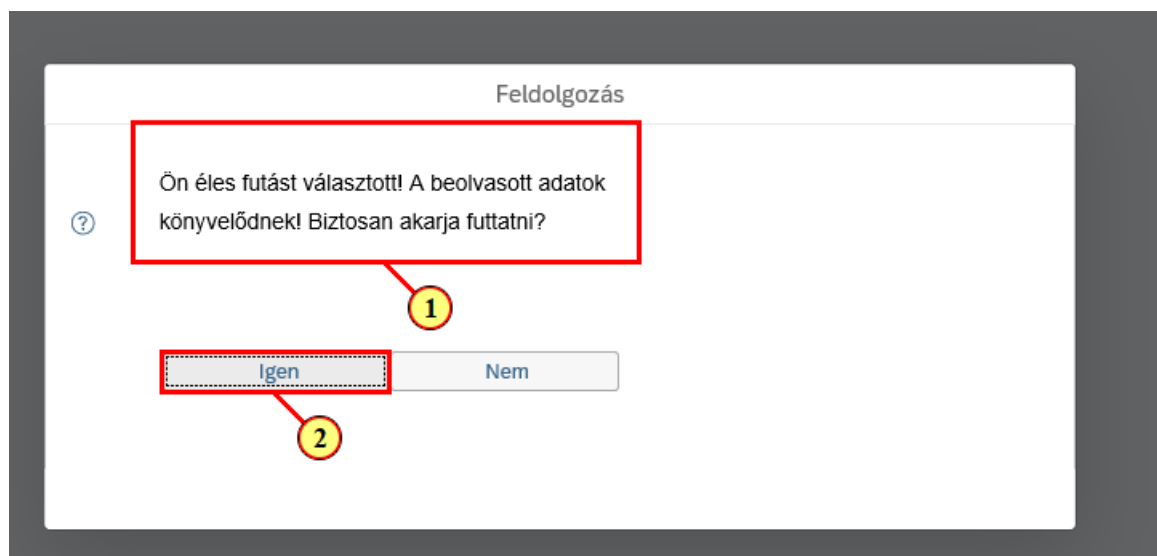 Feldolgozás
Ön éles futást választott! A beolvasott adatok
könyvelődnek! Biztosan akarja futtatni?
1
Igen Nem
2